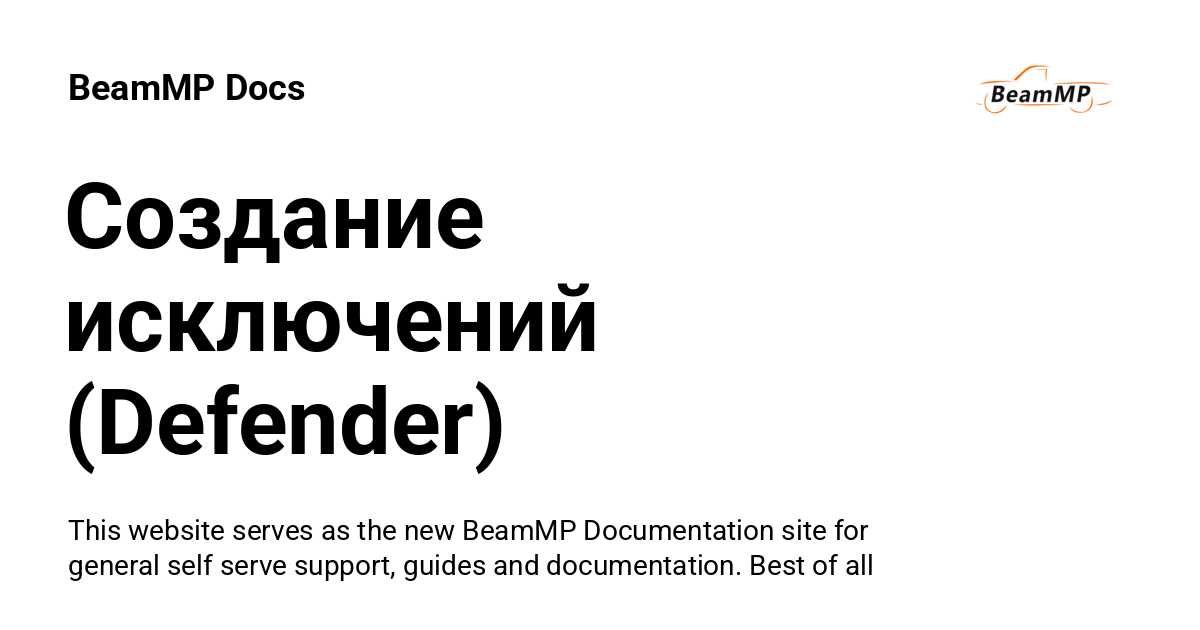 BeamMP Docs
BeamMP
Создание
исключений
(Defender)
This website serves as the new BeamMP Documentation site for
general self serve support, guides and documentation. Best of all